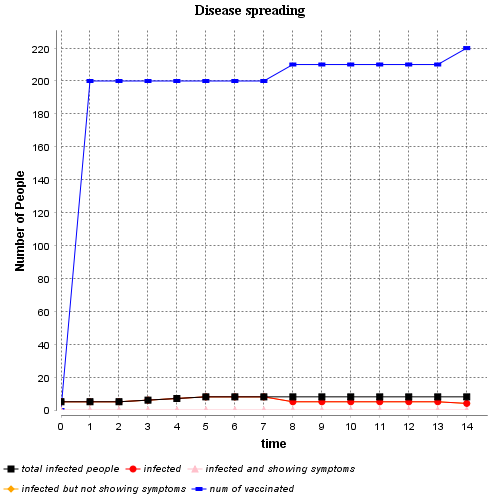 Disease spreading
Number of People
220
200
180
160
140
120
100
80
60
40
20
0
0 1 2 3 4 5 6 7 8 9 10 11 12 13 14
time
total infected people infected infected and showing symptoms
infected but not showing symptoms num of vaccinated